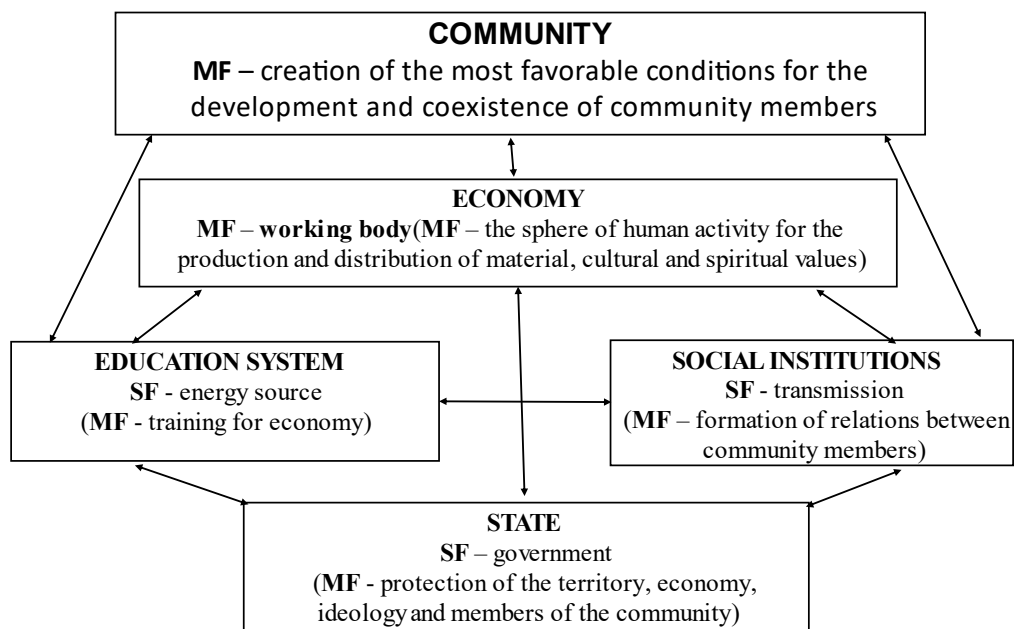 COMMUNITY
MF – creation of the most favorable conditions for the
development and coexistence of community members
ECONOMY
MF – working body(MF – the sphere of human activity for the
production and distribution of material, cultural and spiritual values)
EDUCATION SYSTEM
SF - energy source
(MF - training for economy)
SOCIAL INSTITUTIONS
SF - transmission
(MF – formation of relations between
community members)
STATE
SF – government
(MF - protection of the territory, economy,
ideology and members of the community)